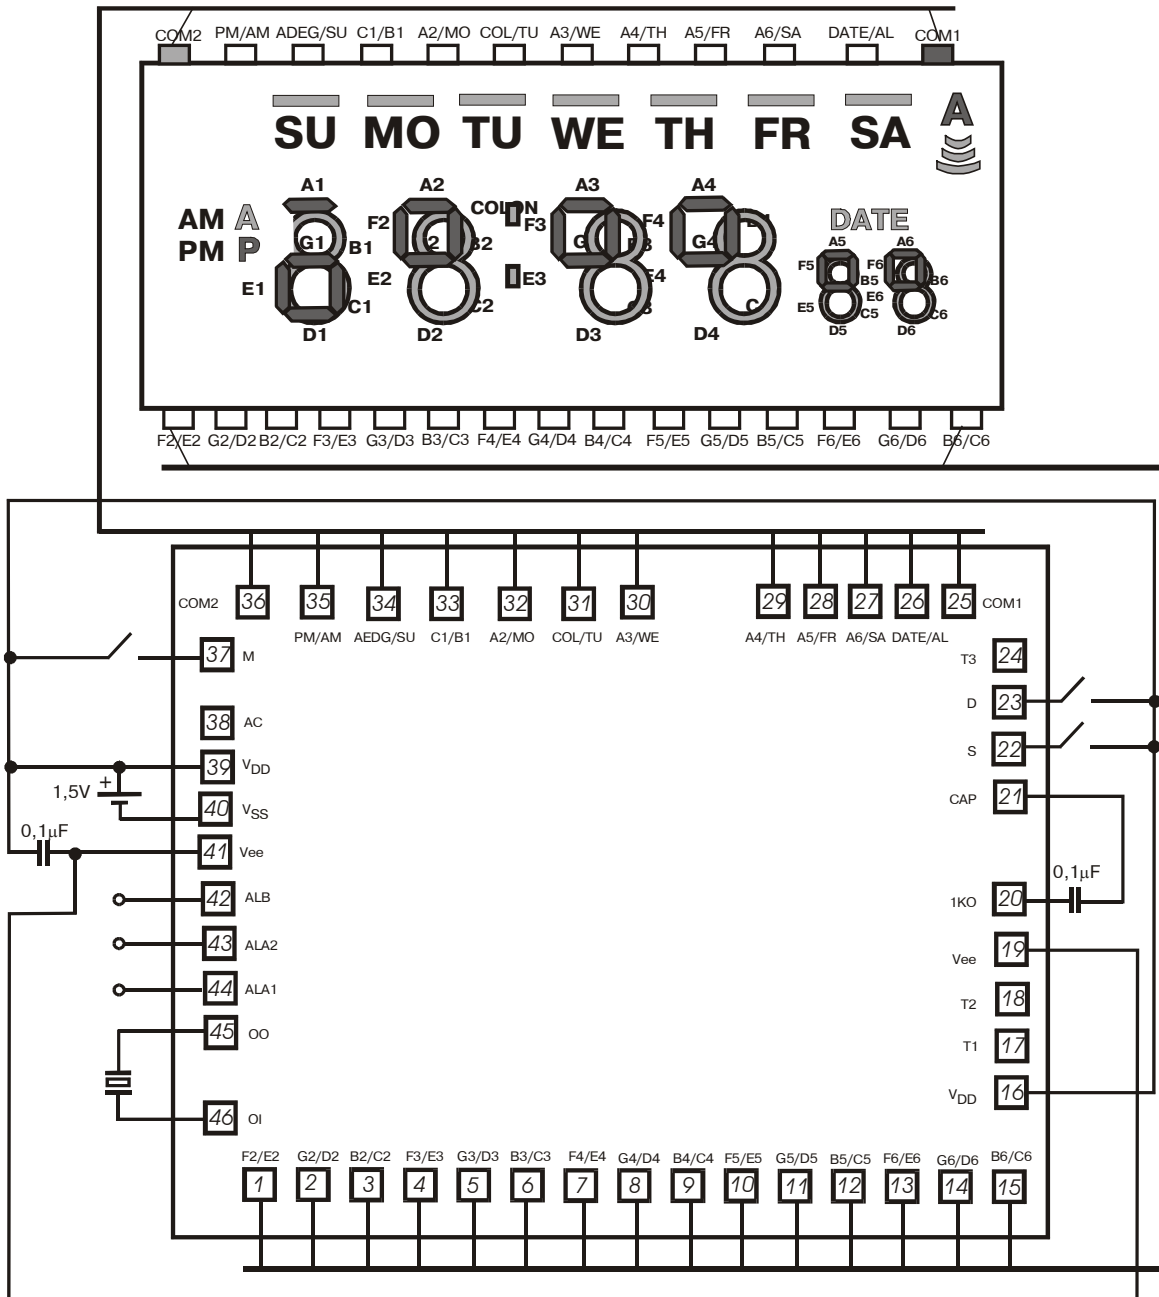 COM2 PM/AM ADEG/SU C1/B1 A2/MO COL/TU A3/WE A4/TH A5/FR A6/SA DATE/AL COM1
SU MO TU WE TH FR SA A
A1 A2 A3 A4
AM A F2 COLON F3 F4 DATE
PM P G1 B1 B2 G4 A5 A6
F5 B5 F6 B6
E1 E2 E3 E4
C1 C2 E5 C5 E6 C6
D1 D2 D3 D4 D5 D6
F2/E2 G2/D2 B2/C2 F3/E3 G3/D3 B3/C3 F4/E4 G4/D4 B4/C4 F5/E5 G5/D5 B5/C5 F6/E6 G6/D6 B6/C6
COM2 36 35 34 33 32 31 30 29 28 27 26 25 COM1
PM/AM AEDG/SU C1/B1 A2/MO COL/TU A3/WE A4/TH A5/FR A6/SA DATE/AL
37 M T3 24
D 23
38 AC
S 22
39 VDD
1,5V + 40 VSS CAP 21
0,1µF 41 Vee
0,1µF
42 ALB 1KO 20
43 ALA2 Vee 19
44 ALA1 T2 18
45 OO T1 17
VDD 16
46 OI
F2/E2 G2/D2 B2/C2 F3/E3 G3/D3 B3/C3 F4/E4 G4/D4 B4/C4 F5/E5 G5/D5 B5/C5 F6/E6 G6/D6 B6/C6
1 2 3 4 5 6 7 8 9 10 11 12 13 14 15